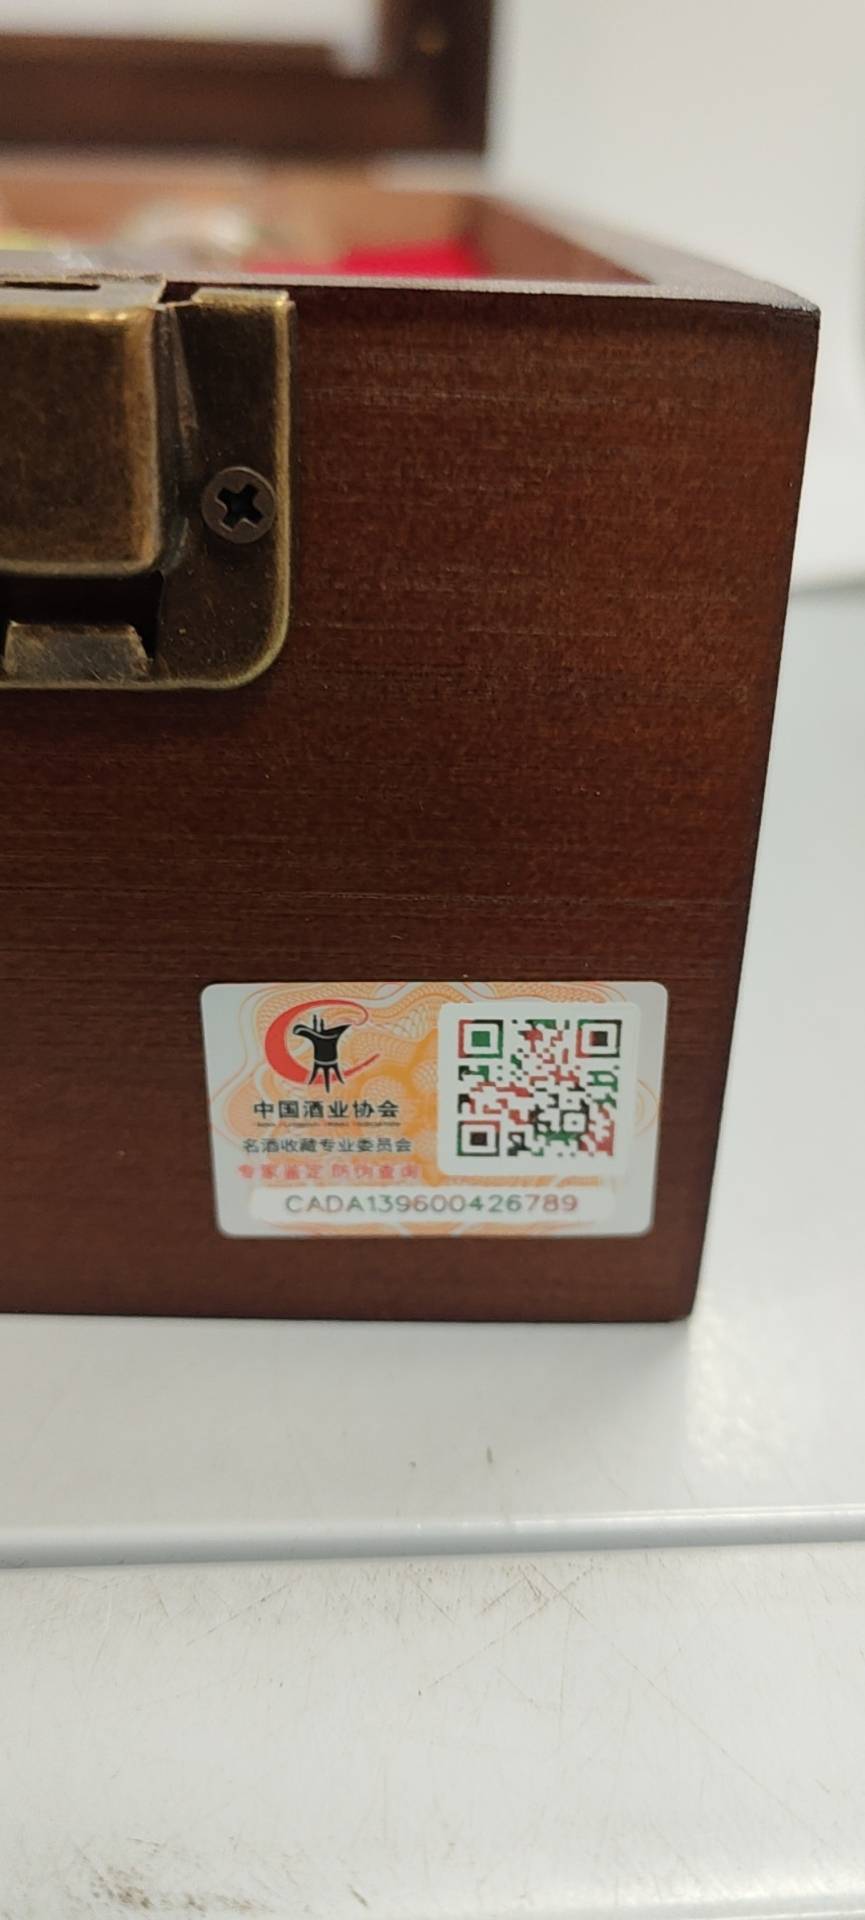 中国酒业协会
名酒收藏专业委员会
专家鉴定 防伪查询
CADA139600426789